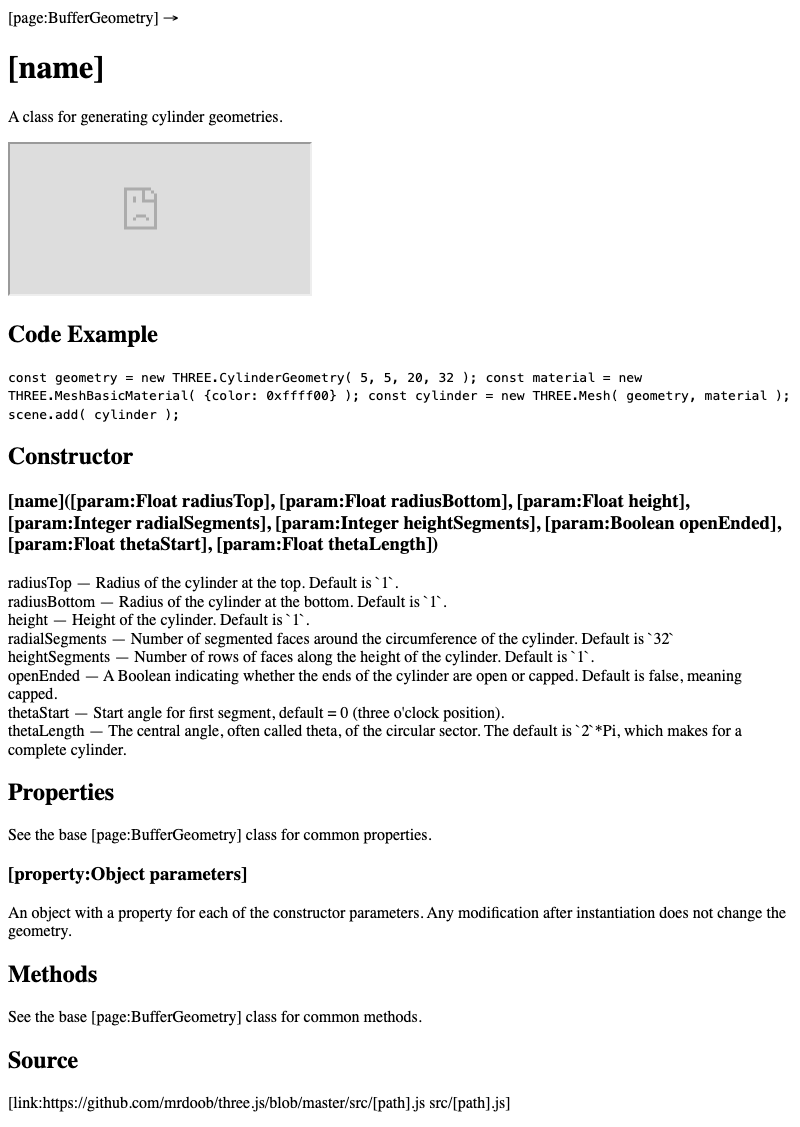 [page:BufferGeometry] →
[name]
A class for generating cylinder geometries.
Code Example
const geometry = new THREE.CylinderGeometry( 5, 5, 20, 32 ); const material = new
THREE.MeshBasicMaterial( {color: 0xffff00} ); const cylinder = new THREE.Mesh( geometry, material );
scene.add( cylinder );
Constructor
[name]([param:Float radiusTop], [param:Float radiusBottom], [param:Float height],
[param:Integer radialSegments], [param:Integer heightSegments], [param:Boolean openEnded],
[param:Float thetaStart], [param:Float thetaLength])
radiusTop — Radius of the cylinder at the top. Default is `1`.
radiusBottom — Radius of the cylinder at the bottom. Default is `1`.
height — Height of the cylinder. Default is `1`.
radialSegments — Number of segmented faces around the circumference of the cylinder. Default is `32`
heightSegments — Number of rows of faces along the height of the cylinder. Default is `1`.
openEnded — A Boolean indicating whether the ends of the cylinder are open or capped. Default is false, meaning
capped.
thetaStart — Start angle for first segment, default = 0 (three o'clock position).
thetaLength — The central angle, often called theta, of the circular sector. The default is `2`*Pi, which makes for a
complete cylinder.
Properties
See the base [page:BufferGeometry] class for common properties.
[property:Object parameters]
An object with a property for each of the constructor parameters. Any modification after instantiation does not change the
geometry.
Methods
See the base [page:BufferGeometry] class for common methods.
Source
[link:https://github.com/mrdoob/three.js/blob/master/src/[path].js src/[path].js]